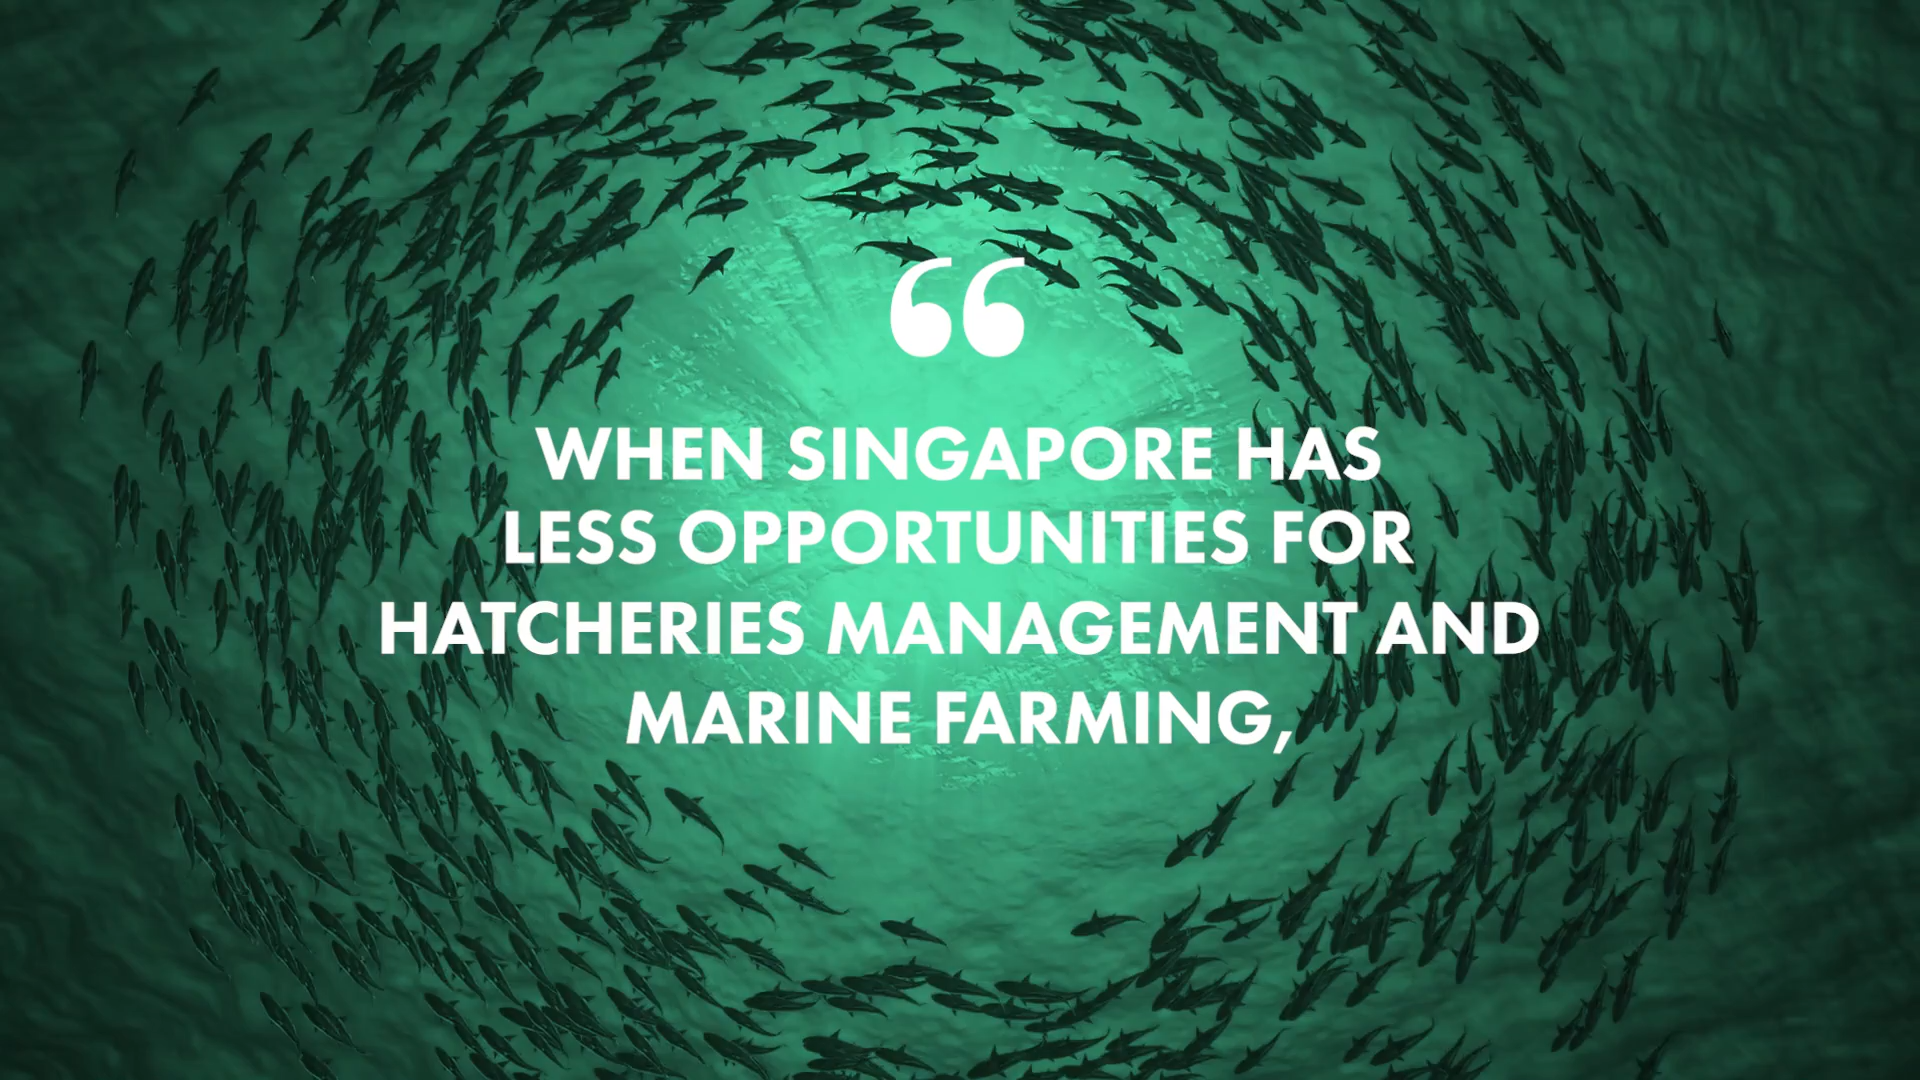 “
WHEN SINGAPORE HAS
LESS OPPORTUNITIES FOR
HATCHERIES MANAGEMENT AND
MARINE FARMING,